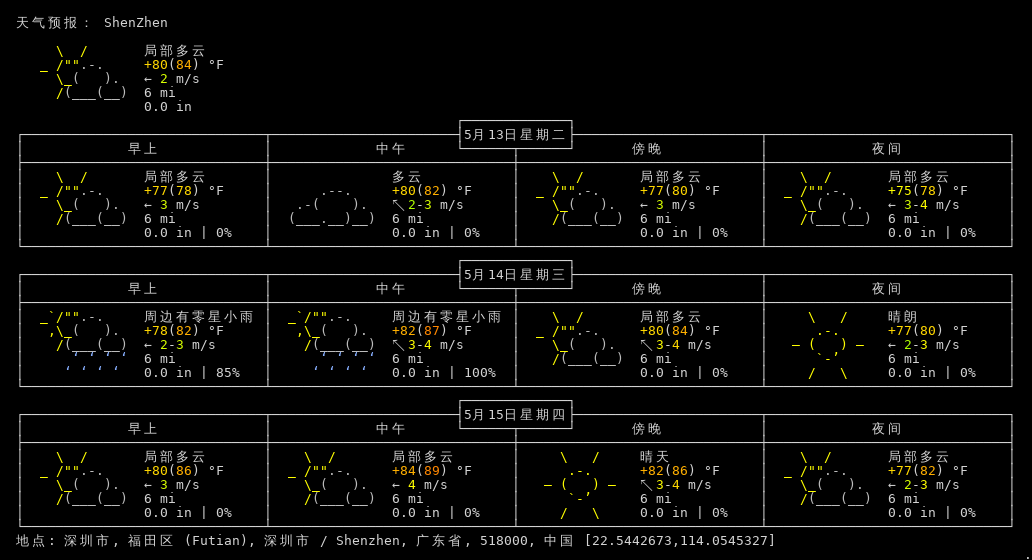 天气预报： ShenZhen
局部多云
+80(84) °F
← 2 m/s
6 mi
0.0 in
5月13日星期二
早上 中午 傍晚 夜间
局部多云 多云 局部多云 局部多云
+77(78) °F +80(82) °F +77(80) °F +75(78) °F
← 3 m/s ↖ 2-3 m/s ← 3 m/s ← 3-4 m/s
6 mi 6 mi 6 mi 6 mi
0.0 in | 0% 0.0 in | 0% 0.0 in | 0% 0.0 in | 0%
5月14日星期三
早上 中午 傍晚 夜间
周边有零星小雨 周边有零星小雨 局部多云 晴朗
+78(82) °F +82(87) °F +80(84) °F +77(80) °F
← 2-3 m/s ↖ 3-4 m/s ↖ 3-4 m/s ← 2-3 m/s
6 mi 6 mi 6 mi 6 mi
0.0 in | 85% 0.0 in | 100% 0.0 in | 0% 0.0 in | 0%
5月15日星期四
早上 中午 傍晚 夜间
局部多云 局部多云 晴天 局部多云
+80(86) °F +84(89) °F +82(86) °F +77(82) °F
← 3 m/s ← 4 m/s ↖ 3-4 m/s ← 2-3 m/s
6 mi 6 mi 6 mi 6 mi
0.0 in | 0% 0.0 in | 0% 0.0 in | 0% 0.0 in | 0%
地点: 深圳市, 福田区 (Futian), 深圳市 / Shenzhen, 广东省, 518000, 中国 [22.5442673,114.0545327]